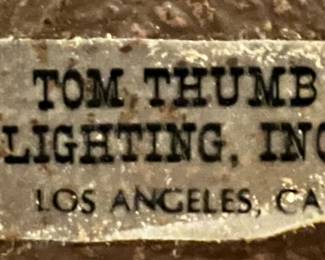 TOM THUMB
LIGHTING, INC
LOS ANGELES, CA